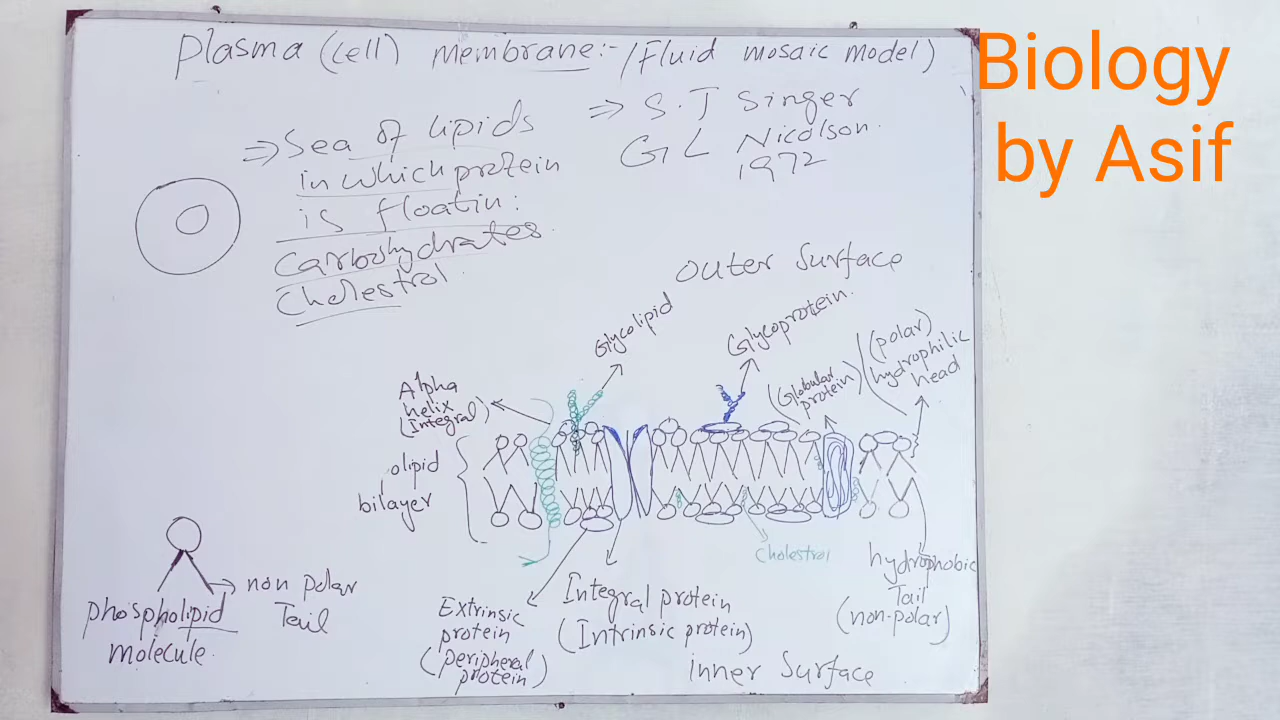 Plasma (cell) membrane:- / Fluid mosaic model)
Biology
by Asif
⇒ Sea of lipids
in which protein
is floatin:
carbohydrates
Cholestrol
⇒ S.J Singer
G L Nicolson.
1972
outer Surface
Glycolipid
Glycoprotein.
(Globular
protein)
(polar)
hydrophilic
head
Alpha
helix
(Integral)
lipid
bilayer
non polar
Tail
phospholipid
molecule.
Extrinsic
protein
(peripheral
protein)
Integral protein
(Intrinsic protein)
Cholestrol
hydrophobic
Tail
(non-polar)
inner Surface